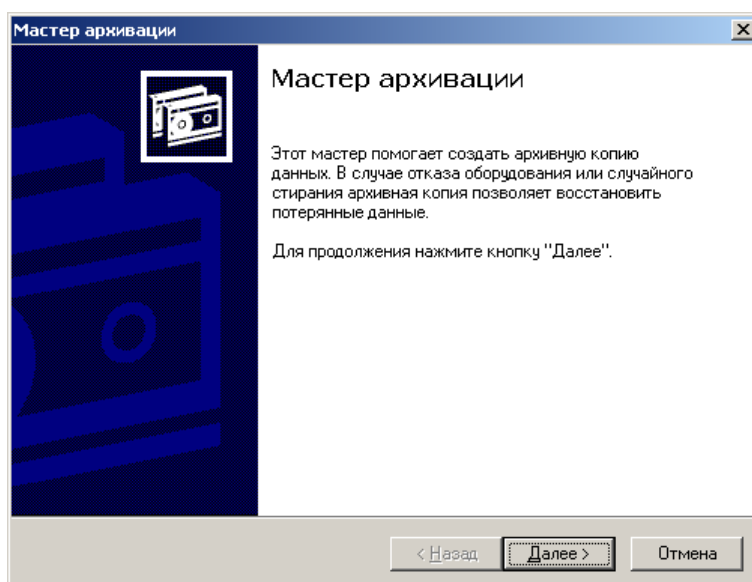 Мастер архивации
Мастер архивации
Этот мастер помогает создать архивную копию
данных. В случае отказа оборудования или случайного
стирания архивная копия позволяет восстановить
потерянные данные.
Для продолжения нажмите кнопку "Далее".
< Назад Далее > Отмена